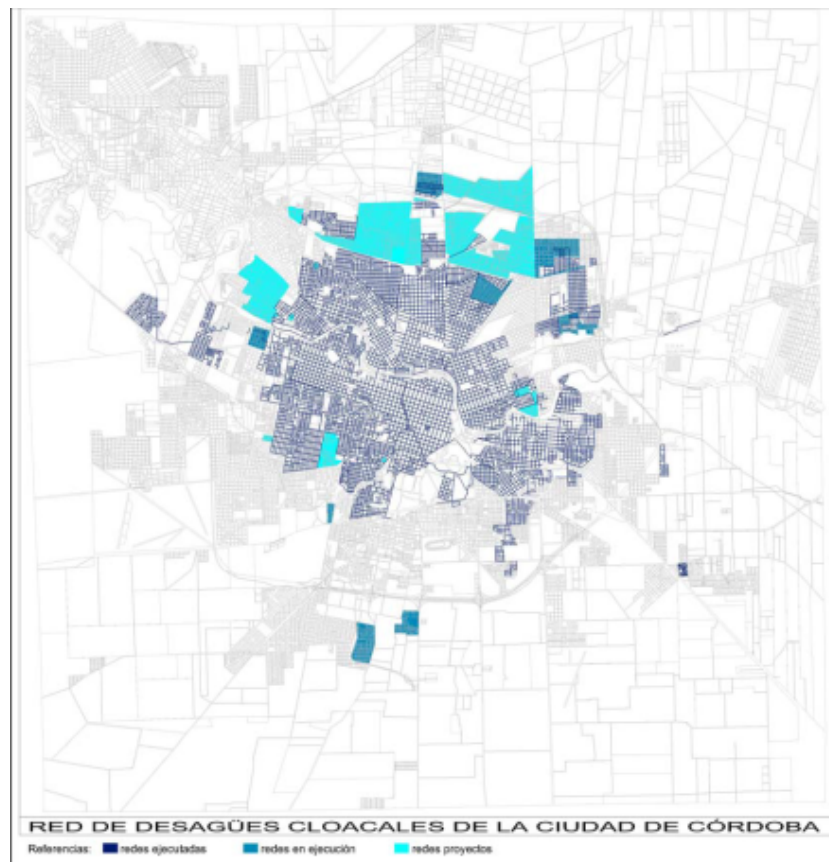 RED DE DESAGÜES CLOACALES DE LA CIUDAD DE CÓRDOBA
Referencias: redes ejecutadas redes en ejecución redes proyectos